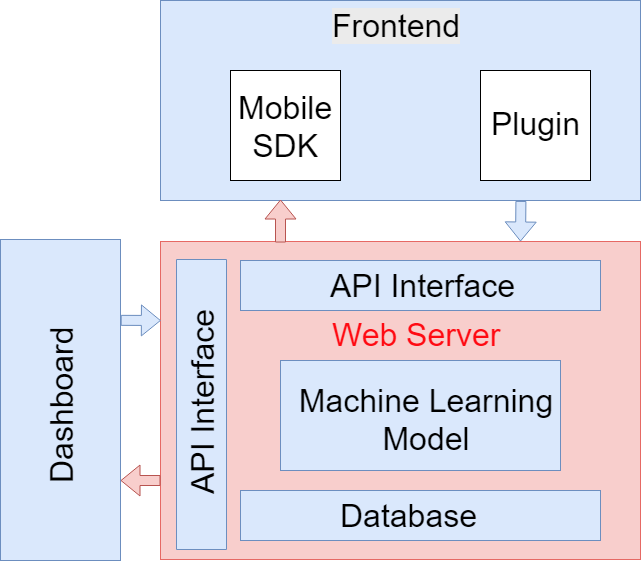 Frontend
Mobile
SDK
Plugin
Dashboard
API Interface
API Interface
Web Server
Machine Learning
Model
Database